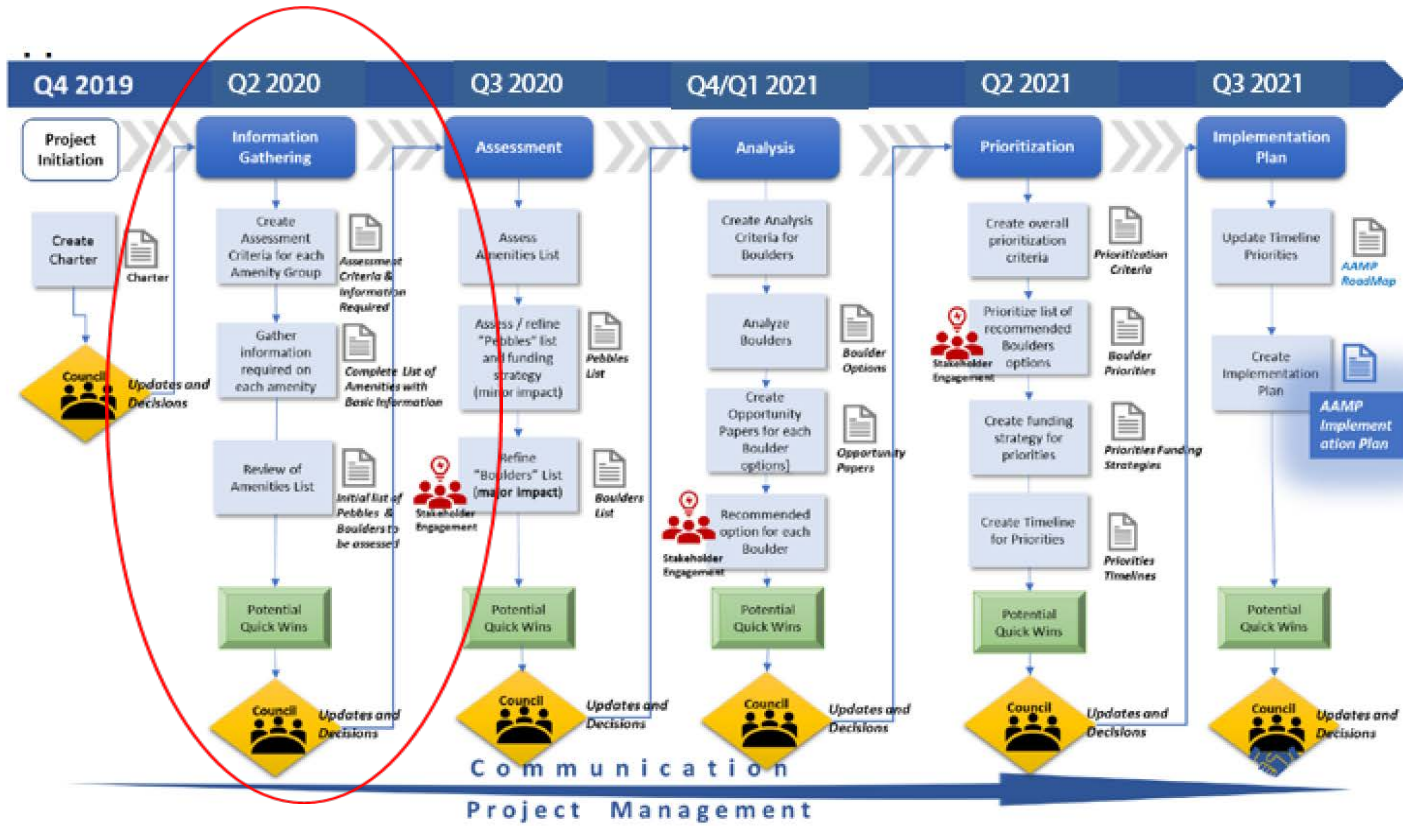 Q4 2019
Q2 2020
Q3 2020
Q4/Q1 2021
Q2 2021
Q3 2021
Project
Initiation
Information
Gathering
Assessment
Analysis
Prioritization
Implementation
Plan
Create
Charter
Charter
Council
Updates and
Decisions
Create
Assessment
Criteria for each
Amenity Group
Assessment
Criteria &
Information
Required
Gather
information
required on
each amenity
Complete List of
Amenities with
Basic Information
Review of
Amenities List
Initial list of
Pebbles &
Boulders to
be assessed
Potential
Quick Wins
Council
Updates and
Decisions
Assess
Amenities List
Assess / refine
"Pebbles" list
and funding
strategy
(minor impact)
Pebbles
List
Refine
"Boulders" List
(major impact)
Boulders
List
Stakeholder
Engagement
Potential
Quick Wins
Council
Updates and
Decisions
Create Analysis
Criteria for
Boulders
Analyze
Boulders
Boulder
Options
Create
Opportunity
Papers for each
Boulder
options]
Opportunity
Papers
Recommended
option for each
Boulder
Stakeholder
Engagement
Potential
Quick Wins
Council
Updates and
Decisions
Create overall
prioritization
criteria
Prioritization
Criteria
Prioritize list of
recommended
Boulders
options
Boulder
Priorities
Stakeholder
Engagement
Create funding
strategy for
priorities
Priorities Funding
Strategies
Create Timeline
for Priorities
Priorities
Timelines
Potential
Quick Wins
Council
Updates and
Decisions
Update Timeline
Priorities
AAMP
RoadMap
Create
Implementation
Plan
AAMP
Implement
ation Plan
Potential
Quick Wins
Council
Updates and
Decisions
Communication
Project Management